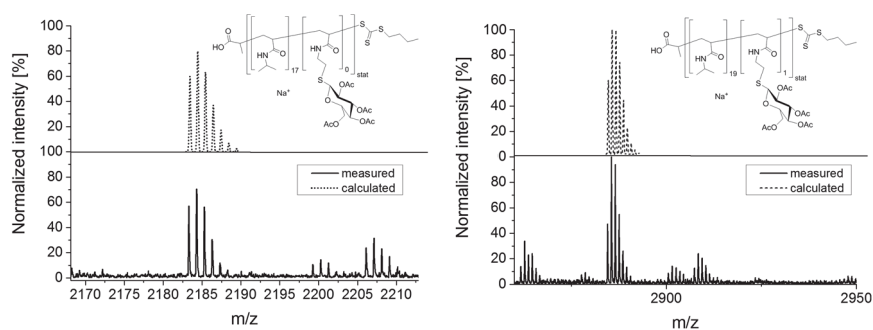 Normalized intensity [%]
100
80
60
40
20
100
80
60
40
20
0
2170 2175 2180 2185 2190 2195 2200 2205 2210
m/z
HO
O
S
S
S
HN
O
HN
O
17
0
stat
S
Na⁺
O
OAc
OAc
AcO
OAc
measured
calculated
Normalized intensity [%]
100
80
60
40
20
0
100
80
60
40
20
0
2900
2950
m/z
HO
O
S
S
S
HN
O
HN
O
19
1
stat
S
Na⁺
O
OAc
OAc
AcO
OAc
measured
calculated